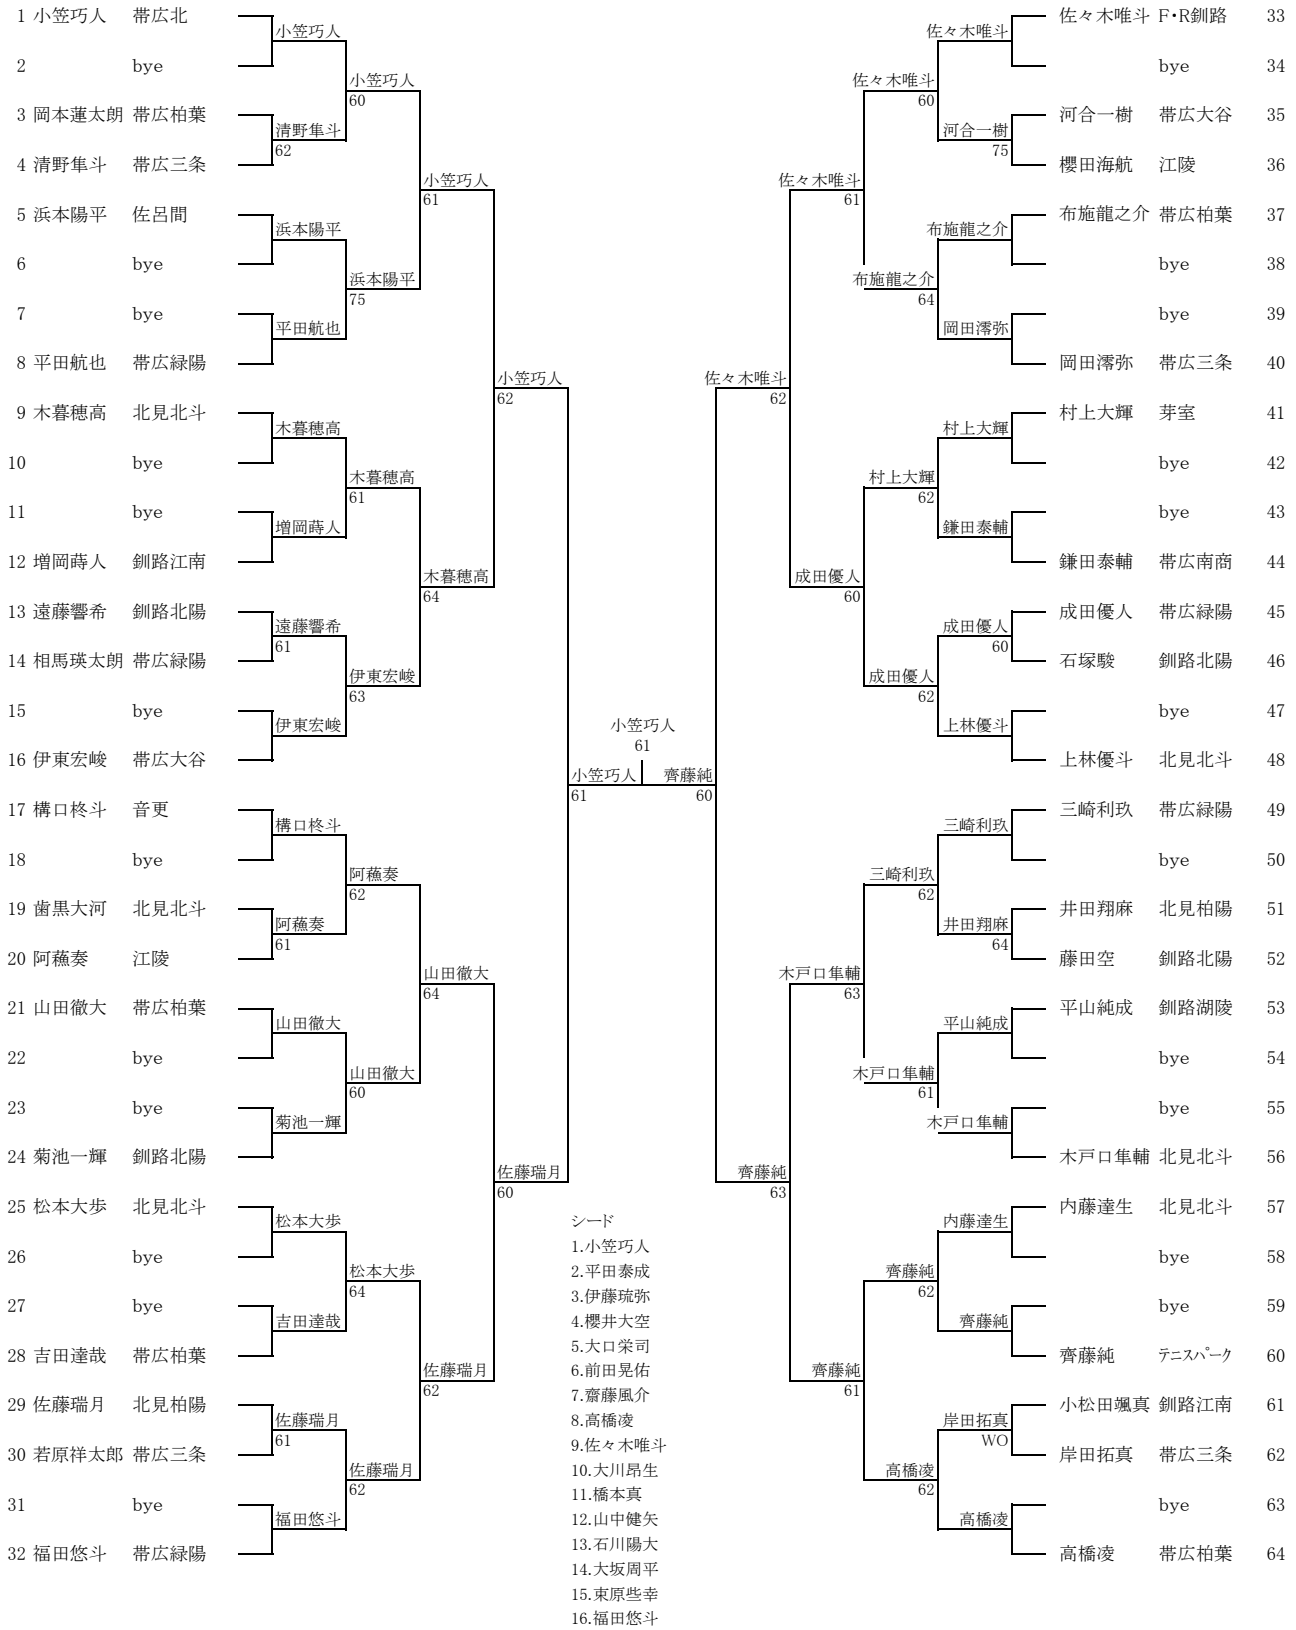 1 小笠巧人 帯広北
2 bye
3 岡本蓮太朗 帯広柏葉
4 清野隼斗 帯広三条
5 浜本陽平 佐呂間
6 bye
7 bye
8 平田航也 帯広緑陽
9 木暮穂高 北見北斗
10 bye
11 bye
12 増岡蒔人 釧路江南
13 遠藤響希 釧路北陽
14 相馬瑛太朗 帯広緑陽
15 bye
16 伊東宏峻 帯広大谷
17 構口柊斗 音更
18 bye
19 歯黒大河 北見北斗
20 阿蘓奏 江陵
21 山田徹大 帯広柏葉
22 bye
23 bye
24 菊池一輝 釧路北陽
25 松本大歩 北見北斗
26 bye
27 bye
28 吉田達哉 帯広柏葉
29 佐藤瑞月 北見柏陽
30 若原祥太郎 帯広三条
31 bye
32 福田悠斗 帯広緑陽
小笠巧人
清野隼斗
62
浜本陽平
平田航也
木暮穂高
増岡蒔人
遠藤響希
61
伊東宏峻
構口柊斗
阿蘓奏
61
山田徹大
菊池一輝
松本大歩
吉田達哉
佐藤瑞月
61
福田悠斗
小笠巧人
60
浜本陽平
75
木暮穂高
61
伊東宏峻
63
阿蘓奏
62
山田徹大
60
松本大歩
64
佐藤瑞月
62
小笠巧人
61
木暮穂高
64
山田徹大
64
佐藤瑞月
62
小笠巧人
62
佐藤瑞月
60
小笠巧人
61
小笠巧人
61
齊藤純
60
シード
1.小笠巧人
2.平田泰成
3.伊藤琉弥
4.櫻井大空
5.大口栄司
6.前田晃佑
7.齋藤風介
8.高橋凌
9.佐々木唯斗
10.大川昂生
11.橋本真
12.山中健矢
13.石川陽大
14.大坂周平
15.束原些幸
16.福田悠斗
佐々木唯斗
62
齊藤純
63
佐々木唯斗
61
成田優人
60
木戸口隼輔
63
齊藤純
61
佐々木唯斗
60
布施龍之介
64
村上大輝
62
成田優人
62
三崎利玖
62
木戸口隼輔
61
齊藤純
62
高橋凌
62
佐々木唯斗
河合一樹
75
布施龍之介
岡田澪弥
村上大輝
鎌田泰輔
成田優人
60
上林優斗
三崎利玖
井田翔麻
64
平山純成
木戸口隼輔
内藤達生
齊藤純
岸田拓真
WO
高橋凌
佐々木唯斗 F・R釧路 33
bye 34
河合一樹 帯広大谷 35
櫻田海航 江陵 36
布施龍之介 帯広柏葉 37
bye 38
bye 39
岡田澪弥 帯広三条 40
村上大輝 芽室 41
bye 42
bye 43
鎌田泰輔 帯広南商 44
成田優人 帯広緑陽 45
石塚駿 釧路北陽 46
bye 47
上林優斗 北見北斗 48
三崎利玖 帯広緑陽 49
bye 50
井田翔麻 北見柏陽 51
藤田空 釧路北陽 52
平山純成 釧路湖陵 53
bye 54
bye 55
木戸口隼輔 北見北斗 56
内藤達生 北見北斗 57
bye 58
bye 59
齊藤純 テニスパーク 60
小松田颯真 釧路江南 61
岸田拓真 帯広三条 62
bye 63
高橋凌 帯広柏葉 64